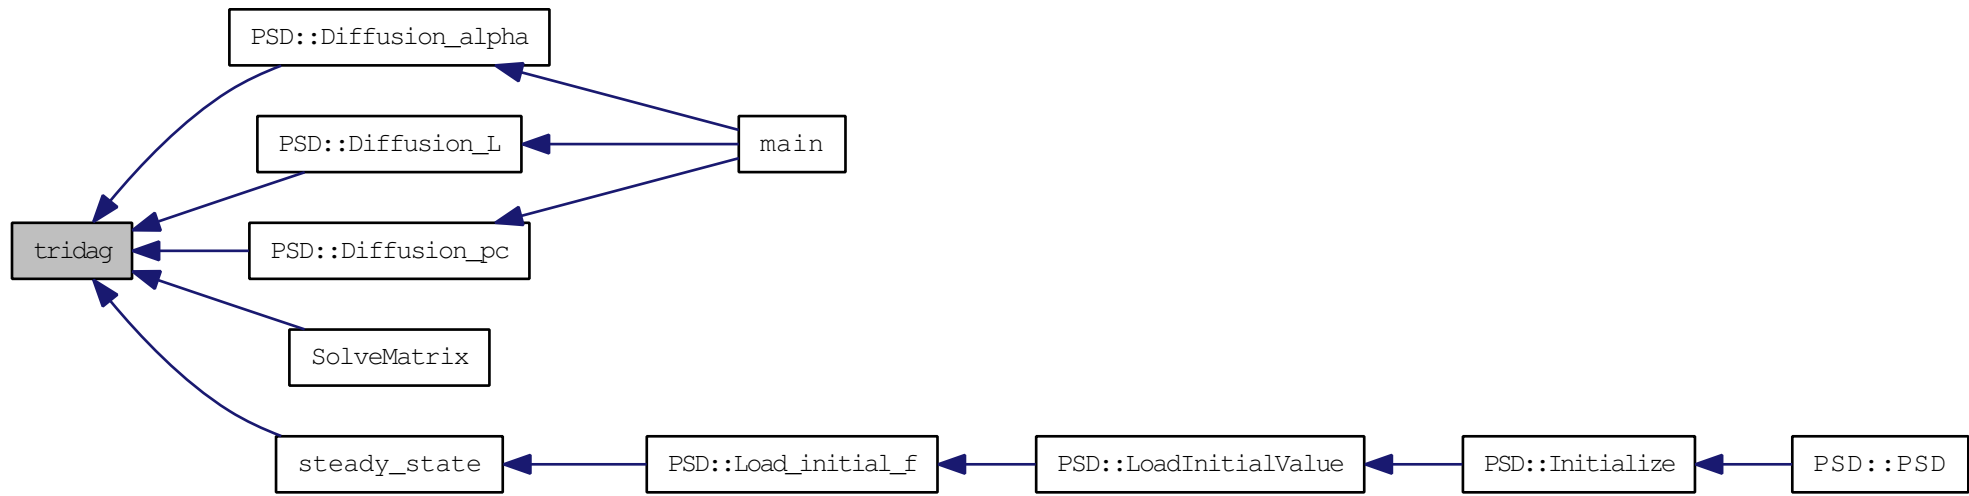 PSD::Diffusion_alpha
PSD::Diffusion_L
main
tridag
PSD::Diffusion_pc
SolveMatrix
steady_state
PSD::Load_initial_f
PSD::LoadInitialValue
PSD::Initialize
PSD::PSD